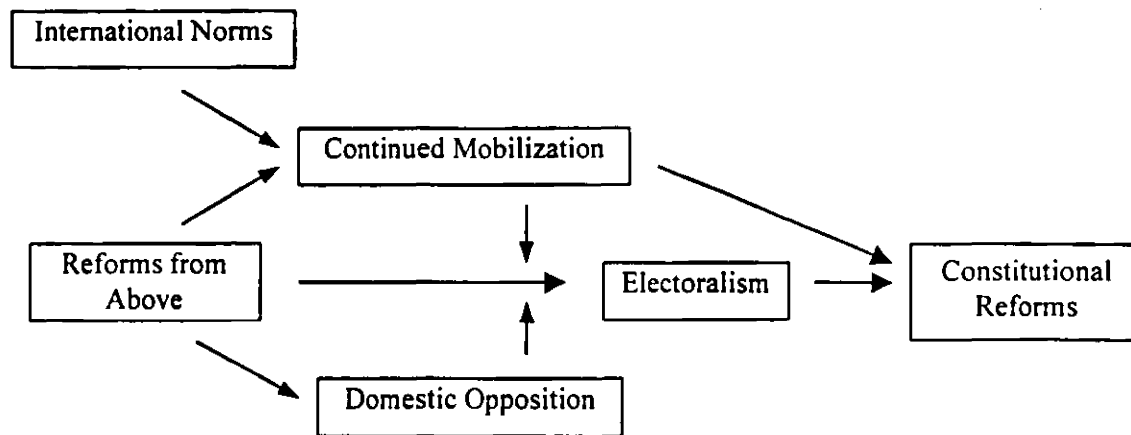 International Norms
Continued Mobilization
Reforms from
Above
Electoralism
Constitutional
Reforms
Domestic Opposition